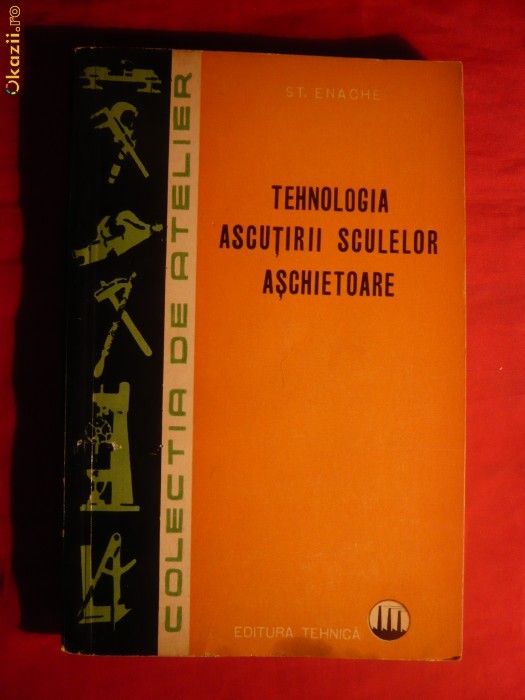 Okazii.ro
ST. ENACHE
TEHNOLOGIA
ASCUȚIRII SCULELOR
AȘCHIETOARE
COLECTIA DE ATELIER
EDITURA TEHNICĂ